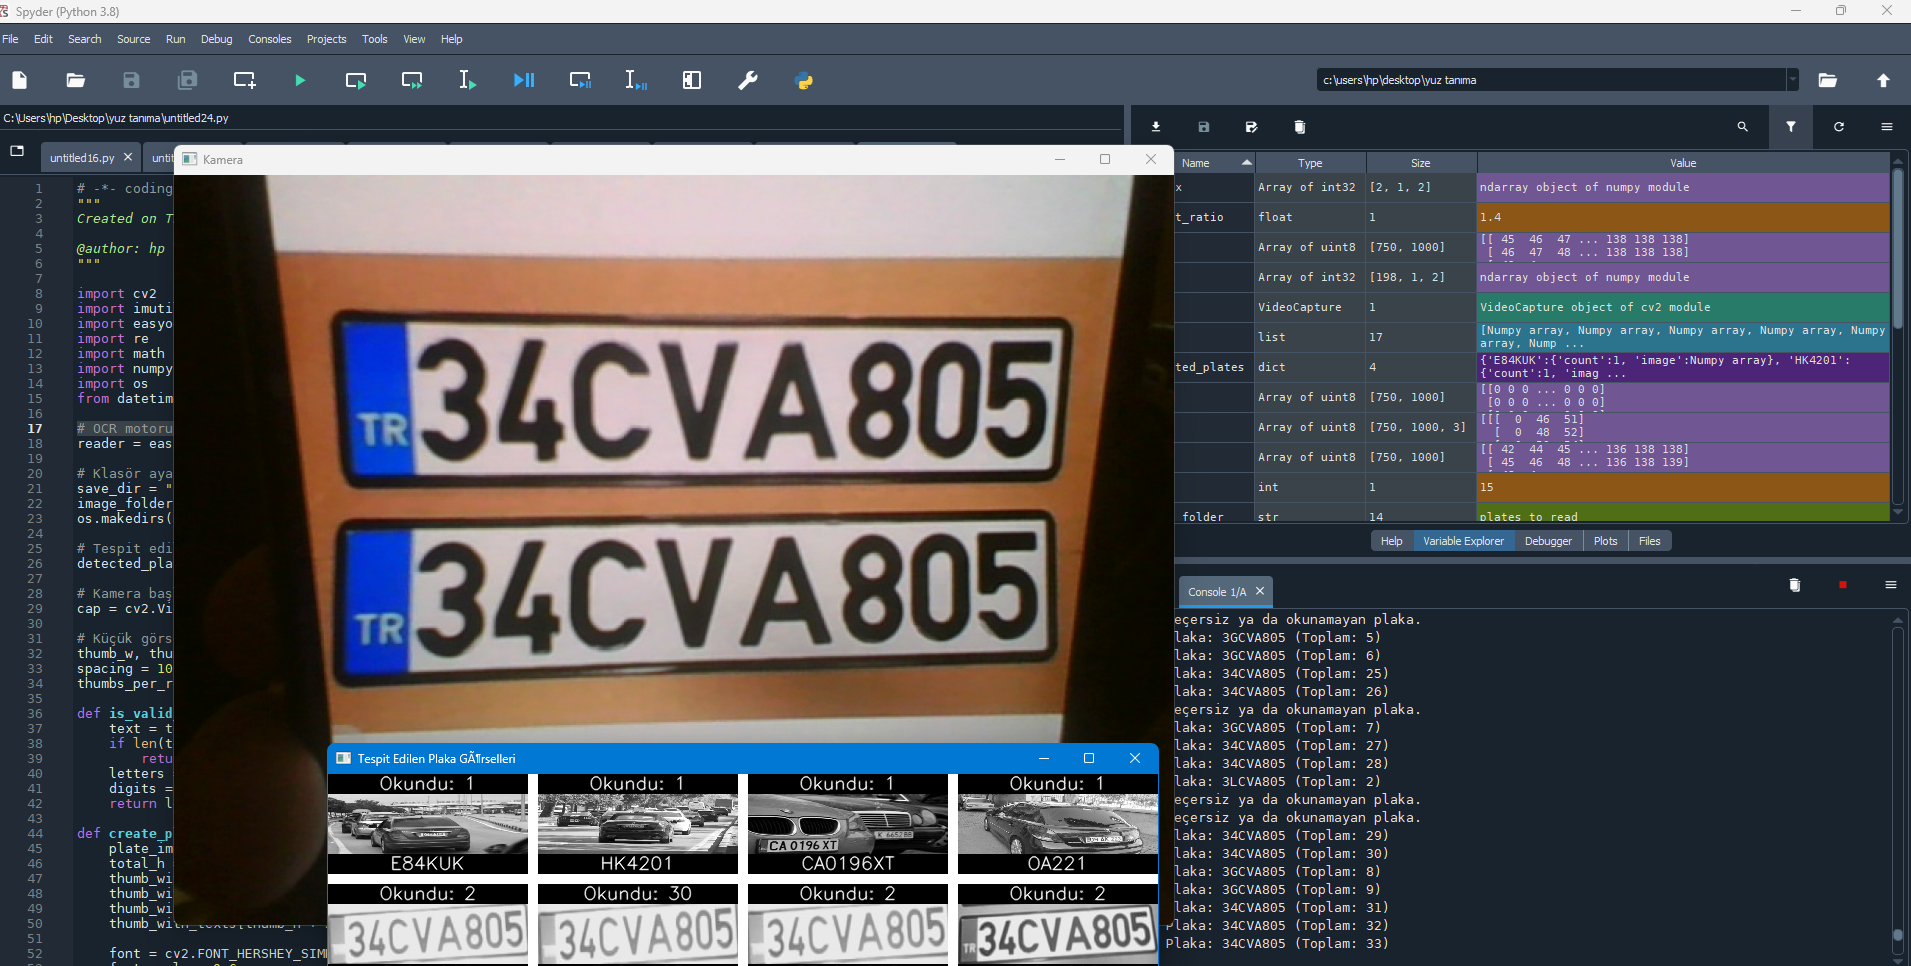 Spyder (Python 3.8)
File Edit Search Source Run Debug Consoles Projects Tools View Help
c:\users\hp\desktop\yuz tanıma
C:\Users\hp\Desktop\yuz tanıma\untitled24.py
untitled16.py
untit
Kamera
1 # -*- coding
2 """
3 Created on T
4
5 @author: hp
6 """
7
8 import cv2
9 import imuti
10 import easyo
11 import re
12 import math
13 import numpy
14 import os
15 from datetim
16
17 # OCR motoru
18 reader = eas
19
20 # Klasör aya
21 save_dir = "
22 image_folder
23 os.makedirs(
24
25 # Tespit edi
26 detected_pla
27
28 # Kamera baş
29 cap = cv2.Vi
30
31 # Küçük görs
32 thumb_w, thu
33 spacing = 10
34 thumbs_per_r
35
36 def is_valid
37 text = t
38 if len(t
39 retu
40 letters =
41 digits =
42 return l
43
44 def create_p
45 plate_im
46 total_h
47 thumb_wi
48 thumb_wi
49 thumb_wi
50 thumb_with_texts[thumb_h
51
52 font = cv2.FONT_HERSHEY_SIM
TR 34CVA805
TR 34CVA805
Tespit Edilen Plaka GÃ¶rselleri
Okundu: 1 Okundu: 1 Okundu: 1 Okundu: 1
K 6652BB
CA 0196 XT
E84KUK HK4201 CA0196XT OA221
Okundu: 2 Okundu: 30 Okundu: 2 Okundu: 2
34CVA805 34CVA805 34CVA805 TR 34CVA805
Name Type Size Value
x Array of int32 [2, 1, 2] ndarray object of numpy module
t_ratio float 1 1.4
Array of uint8 [750, 1000] [[ 45 46 47 ... 138 138 138]
[ 46 47 48 ... 138 138 138]
Array of int32 [198, 1, 2] ndarray object of numpy module
VideoCapture 1 VideoCapture object of cv2 module
list 17 [Numpy array, Numpy array, Numpy array, Numpy array, Numpy
array, Nump ...
ted_plates dict 4 {'E84KUK':{'count':1, 'image':Numpy array}, 'HK4201':
{'count':1, 'imag ...
Array of uint8 [750, 1000] [[0 0 0 ... 0 0 0]
[0 0 0 ... 0 0 0]
Array of uint8 [750, 1000, 3] [[[ 0 46 51]
[ 0 48 52]
Array of uint8 [750, 1000] [[ 42 44 45 ... 136 138 138]
[ 45 46 48 ... 136 138 139]
int 1 15
_folder str 14 plates to read
Help Variable Explorer Debugger Plots Files
Console 1/A
eçersiz ya da okunamayan plaka.
laka: 3GCVA805 (Toplam: 5)
laka: 3GCVA805 (Toplam: 6)
laka: 34CVA805 (Toplam: 25)
laka: 34CVA805 (Toplam: 26)
eçersiz ya da okunamayan plaka.
laka: 3GCVA805 (Toplam: 7)
laka: 34CVA805 (Toplam: 27)
laka: 34CVA805 (Toplam: 28)
laka: 3LCVA805 (Toplam: 2)
eçersiz ya da okunamayan plaka.
eçersiz ya da okunamayan plaka.
laka: 34CVA805 (Toplam: 29)
laka: 34CVA805 (Toplam: 30)
laka: 3GCVA805 (Toplam: 8)
laka: 3GCVA805 (Toplam: 9)
laka: 34CVA805 (Toplam: 31)
Plaka: 34CVA805 (Toplam: 32)
Plaka: 34CVA805 (Toplam: 33)